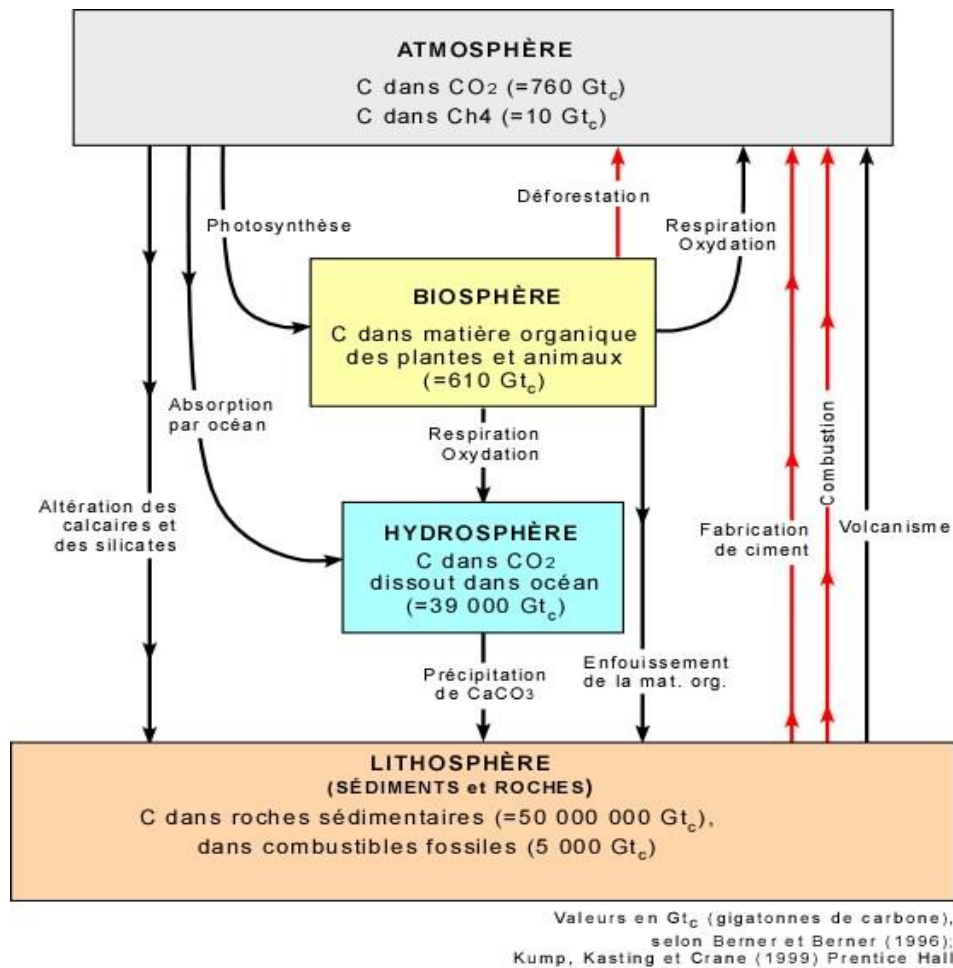 ATMOSPHÈRE
C dans CO₂ (=760 Gtc)
C dans Ch4 (=10 Gtc)
Déforestation
Photosynthèse
Respiration
Oxydation
BIOSPHÈRE
C dans matière organique
des plantes et animaux
(=610 Gtc)
Absorption
par océan
Respiration
Oxydation
Combustion
Altération des
calcaires et
des silicates
HYDROSPHÈRE
C dans CO₂
dissout dans océan
(=39 000 Gtc)
Fabrication
de ciment
Volcanisme
Précipitation
de CaCO₃
Enfouissement
de la mat. org.
LITHOSPHÈRE
(SÉDIMENTS et ROCHES)
C dans roches sédimentaires (=50 000 000 Gtc),
dans combustibles fossiles (5 000 Gtc)
Valeurs en Gtc (gigatonnes de carbone),
selon Berner et Berner (1996);
Kump, Kasting et Crane (1999) Prentice Hall